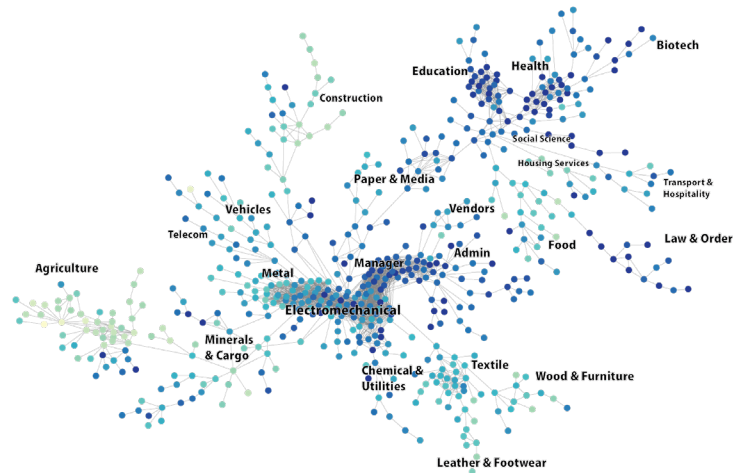 Biotech
Health
Education
Construction
Social Science
Housing Services
Paper & Media
Transport &
Hospitality
Vehicles
Vendors
Telecom
Law & Order
Food
Admin
Manager
Agriculture
Metal
Electromechanical
Minerals
& Cargo
Textile
Chemical &
Utilities
Wood & Furniture
Leather & Footwear